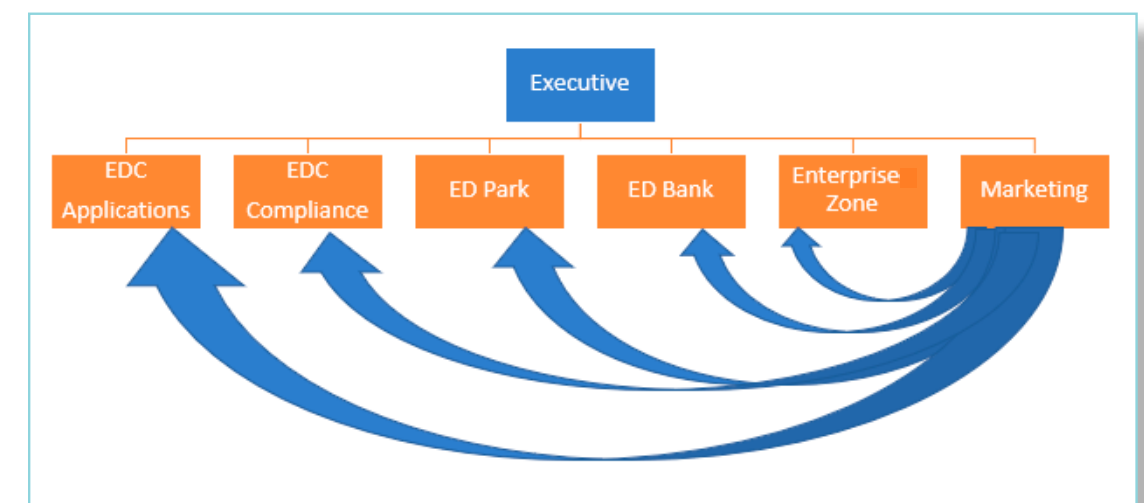 Executive
EDC
Applications
EDC
Compliance
ED Park
ED Bank
Enterprise
Zone
Marketing